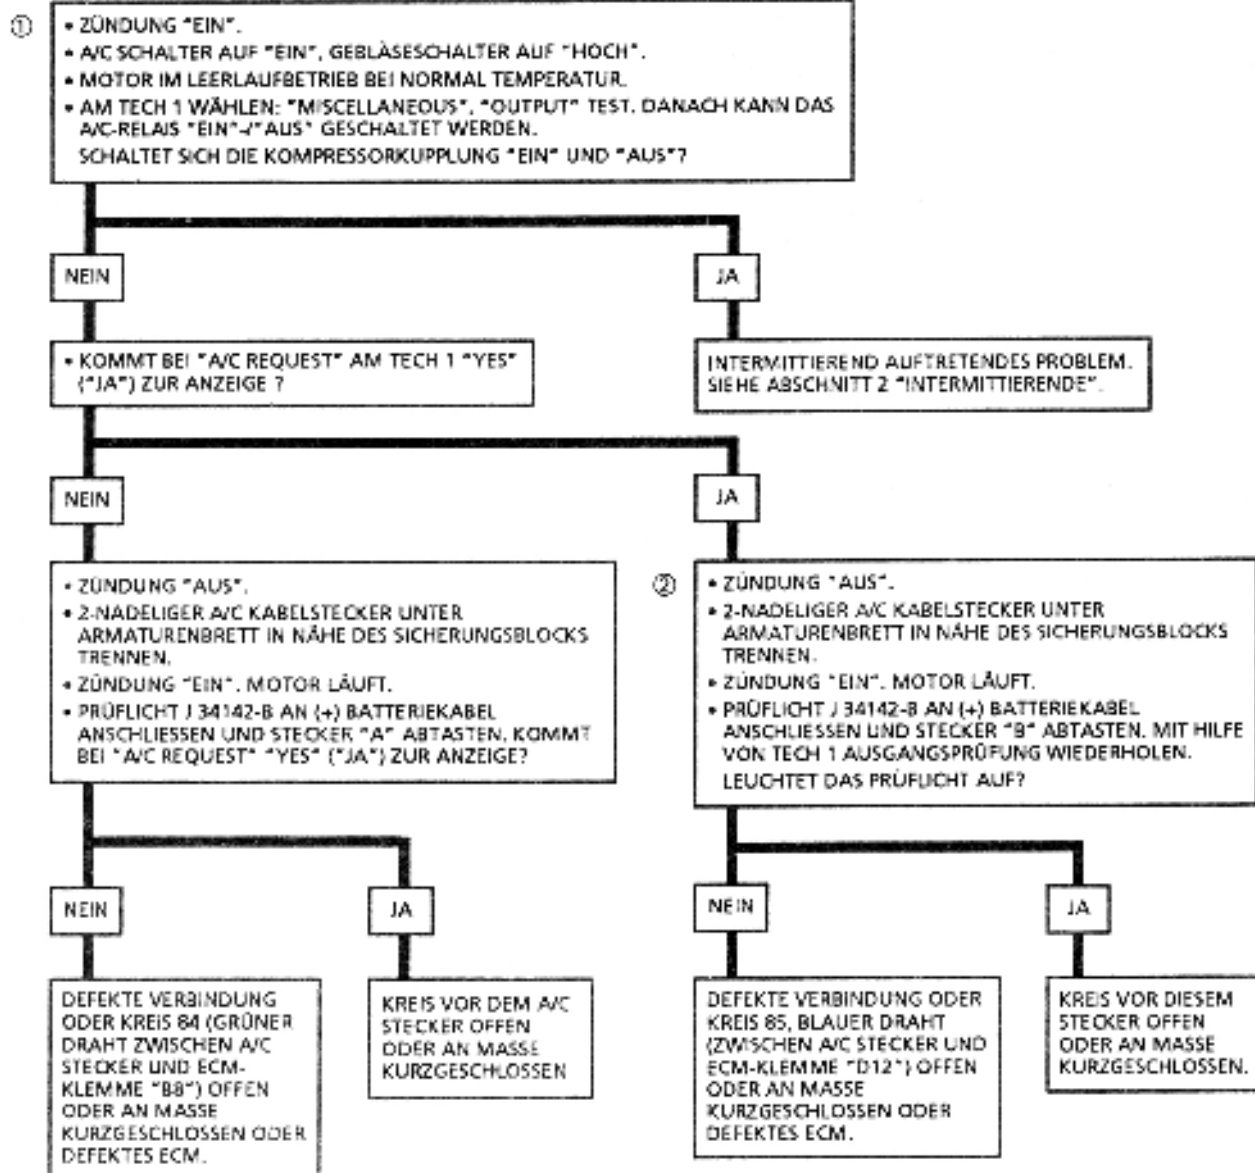 ①
• ZÜNDUNG "EIN".
• A/C SCHALTER AUF "EIN", GEBLÄSESCHALTER AUF "HOCH".
• MOTOR IM LEERLAUFBETRIEB BEI NORMAL TEMPERATUR.
• AM TECH 1 WÄHLEN: "MISCELLANEOUS", "OUTPUT" TEST. DANACH KANN DAS
A/C-RELAIS "EIN"-/"AUS" GESCHALTET WERDEN.
SCHALTET SICH DIE KOMPRESSORKUPPLUNG "EIN" UND "AUS"?
NEIN
JA
• KOMMT BEI "A/C REQUEST" AM TECH 1 "YES"
("JA") ZUR ANZEIGE ?
INTERMITTIEREND AUFTRETENDES PROBLEM.
SIEHE ABSCHNITT 2 "INTERMITTIERENDE".
NEIN
JA
• ZÜNDUNG "AUS".
• 2-NADELIGER A/C KABELSTECKER UNTER
ARMATURENBRETT IN NÄHE DES SICHERUNGSBLOCKS
TRENNEN.
• ZÜNDUNG "EIN". MOTOR LÄUFT.
• PRÜFLICHT J 34142-B AN (+) BATTERIEKABEL
ANSCHLIESSEN UND STECKER "A" ABTASTEN. KOMMT
BEI "A/C REQUEST" "YES" ("JA") ZUR ANZEIGE?
②
• ZÜNDUNG "AUS".
• 2-NADELIGER A/C KABELSTECKER UNTER
ARMATURENBRETT IN NÄHE DES SICHERUNGSBLOCKS
TRENNEN.
• ZÜNDUNG "EIN". MOTOR LÄUFT.
• PRÜFLICHT J 34142-B AN (+) BATTERIEKABEL
ANSCHLIESSEN UND STECKER "B" ABTASTEN. MIT HILFE
VON TECH 1 AUSGANGSPRÜFUNG WIEDERHOLEN.
LEUCHTET DAS PRÜFLICHT AUF?
NEIN
JA
NEIN
JA
DEFEKTE VERBINDUNG
ODER KREIS 84 (GRÜNER
DRAHT ZWISCHEN A/C
STECKER UND ECM-
KLEMME "B8") OFFEN
ODER AN MASSE
KURZGESCHLOSSEN ODER
DEFEKTES ECM.
KREIS VOR DEM A/C
STECKER OFFEN
ODER AN MASSE
KURZGESCHLOSSEN
DEFEKTE VERBINDUNG ODER
KREIS 85, BLAUER DRAHT
(ZWISCHEN A/C STECKER UND
ECM-KLEMME "D12") OFFEN
ODER AN MASSE
KURZGESCHLOSSEN ODER
DEFEKTES ECM.
KREIS VOR DIESEM
STECKER OFFEN
ODER AN MASSE
KURZGESCHLOSSEN.